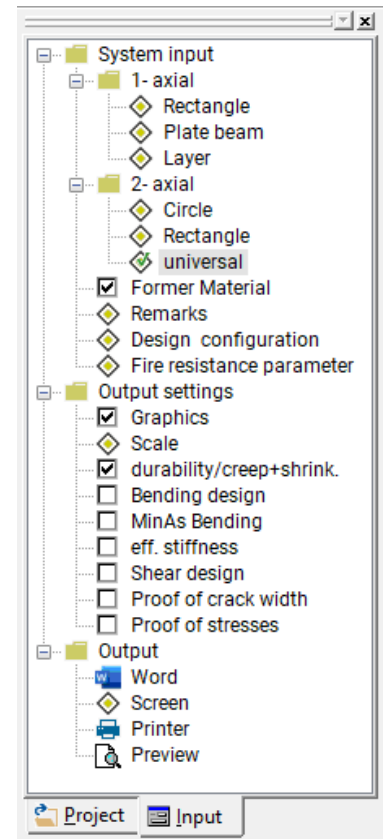 System input
1- axial
Rectangle
Plate beam
Layer
2- axial
Circle
Rectangle
universal
Former Material
Remarks
Design configuration
Fire resistance parameter
Output settings
Graphics
Scale
durability/creep+shrink.
Bending design
MinAs Bending
eff. stiffness
Shear design
Proof of crack width
Proof of stresses
Output
Word
Screen
Printer
Preview
Project Input